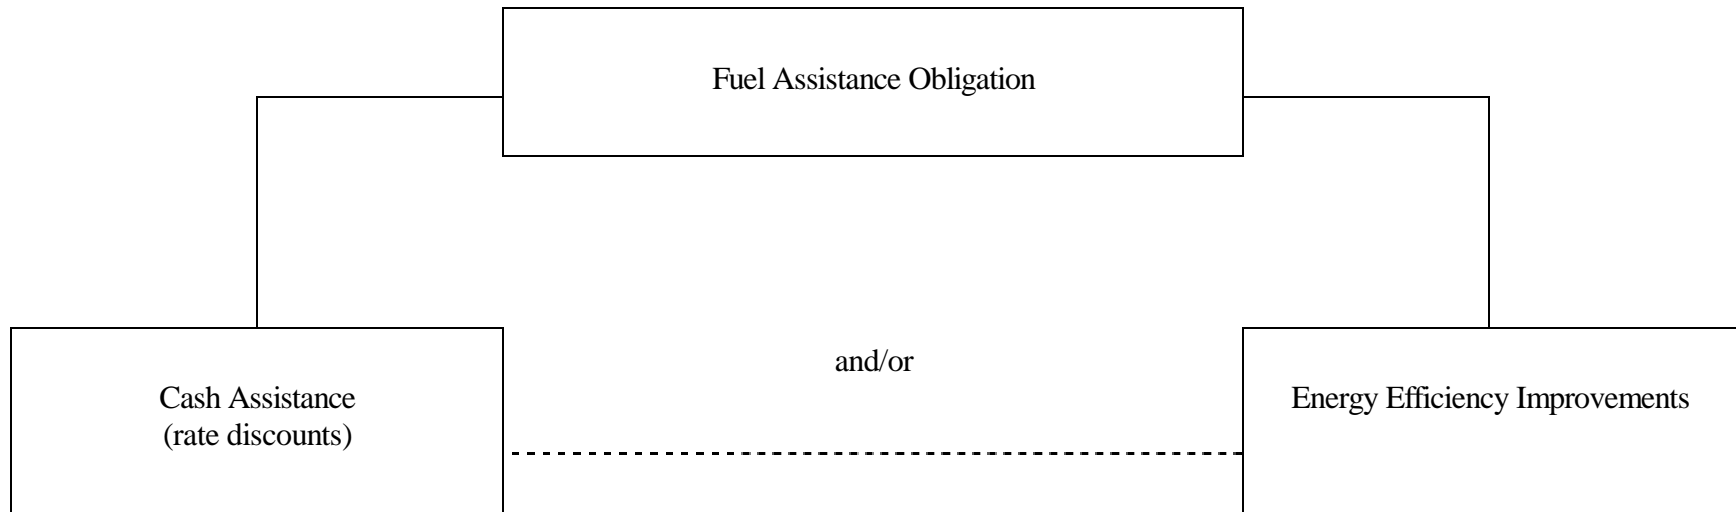 Fuel Assistance Obligation
and/or
Cash Assistance
(rate discounts)
Energy Efficiency Improvements